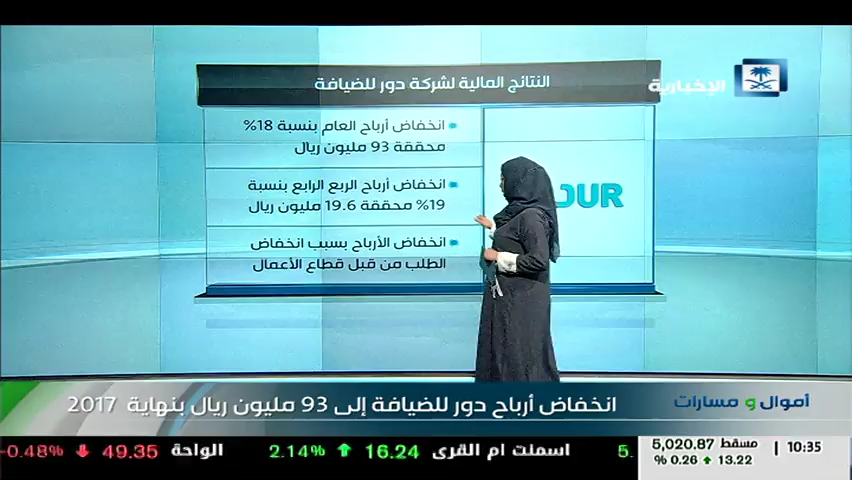 النتائج المالية لشركة دور للضيافة
الإخبارية
انخفاض أرباح العام بنسبة 18%
محققة 93 مليون ريال
انخفاض أرباح الربع الرابع بنسبة
19% محققة 19.6 مليون ريال
انخفاض الأرباح بسبب انخفاض
الطلب من قبل قطاع الأعمال
OUR
أموال و مسارات
انخفاض أرباح دور للضيافة إلى 93 مليون ريال بنهاية 2017
10:35
مسقط 5,020.87
% 0.26 13.22
5.
اسمنت ام القرى 16.24 2.14%
الواحة 49.35 -0.48%